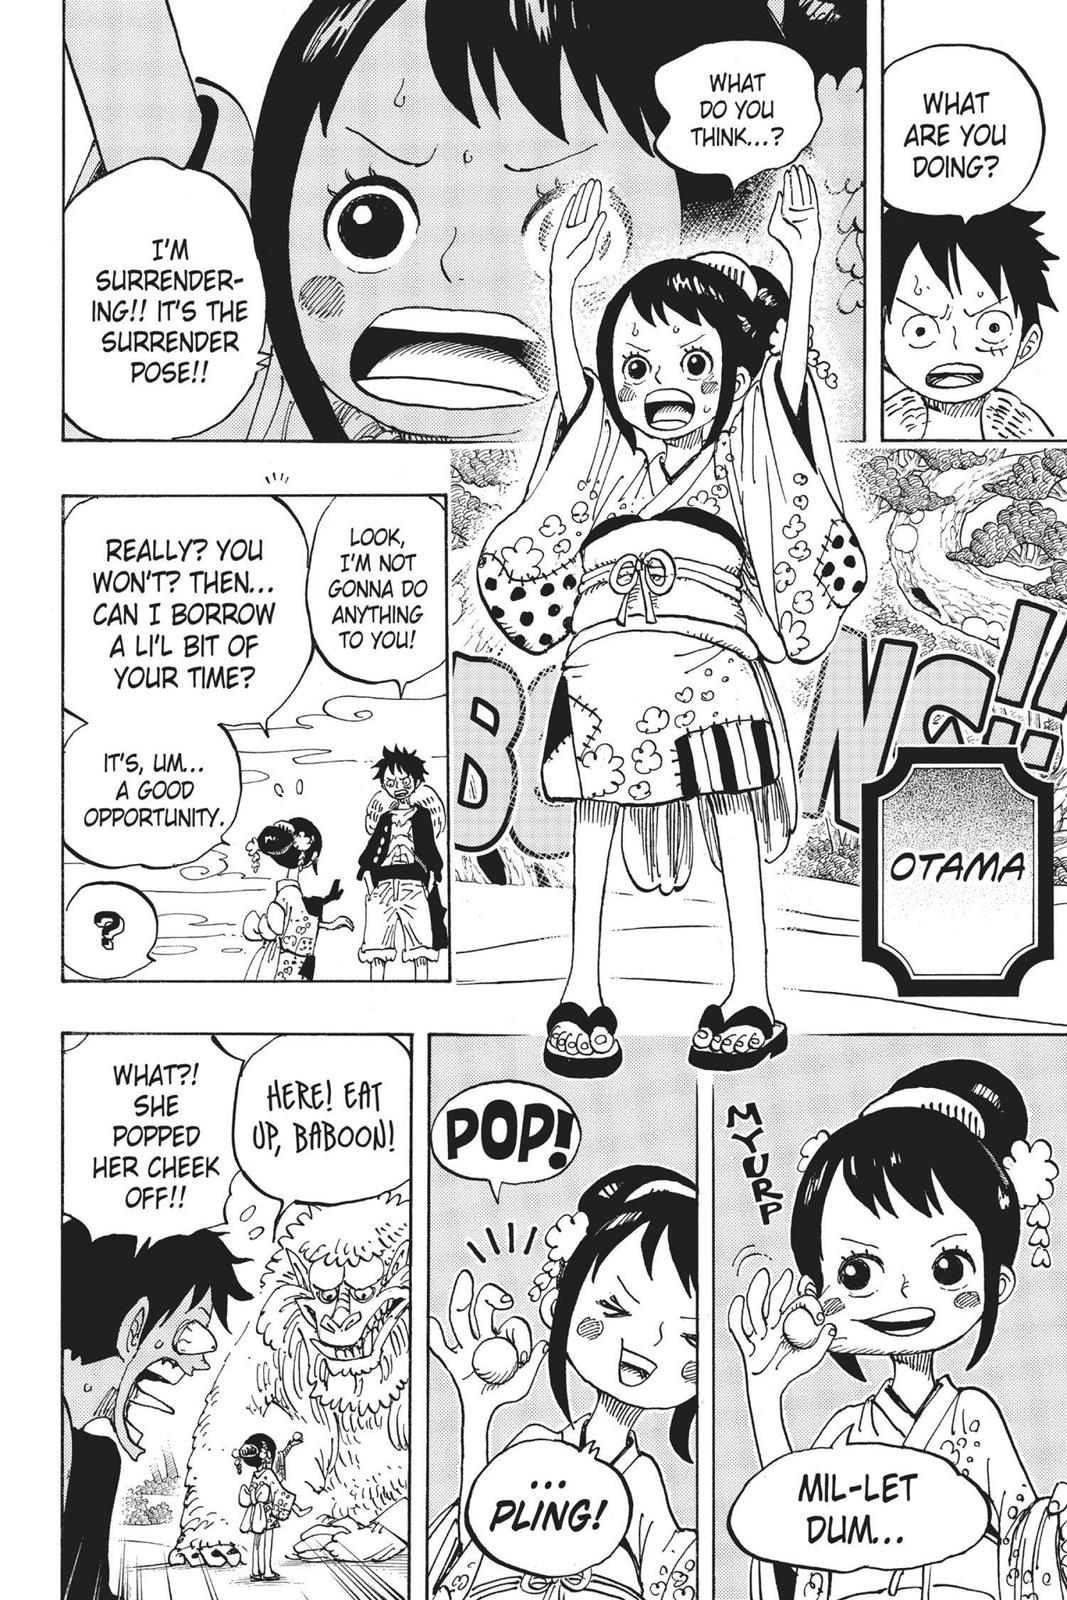 WHAT
ARE YOU
DOING?
WHAT
DO YOU
THINK...?
I'M
SURRENDER-
ING!! IT'S THE
SURRENDER
POSE!!
OTAMA
LOOK,
I'M NOT
GONNA DO
ANYTHING
TO YOU!
REALLY? YOU
WON'T? THEN...
CAN I BORROW
A LI'L BIT OF
YOUR TIME?
IT'S, UM...
A GOOD
OPPORTUNITY.
?
MYURP
MIL-LET
DUM...
POP!
...
PLING!
HERE! EAT
UP, BABOON!
WHAT?!
SHE
POPPED
HER CHEEK
OFF!!